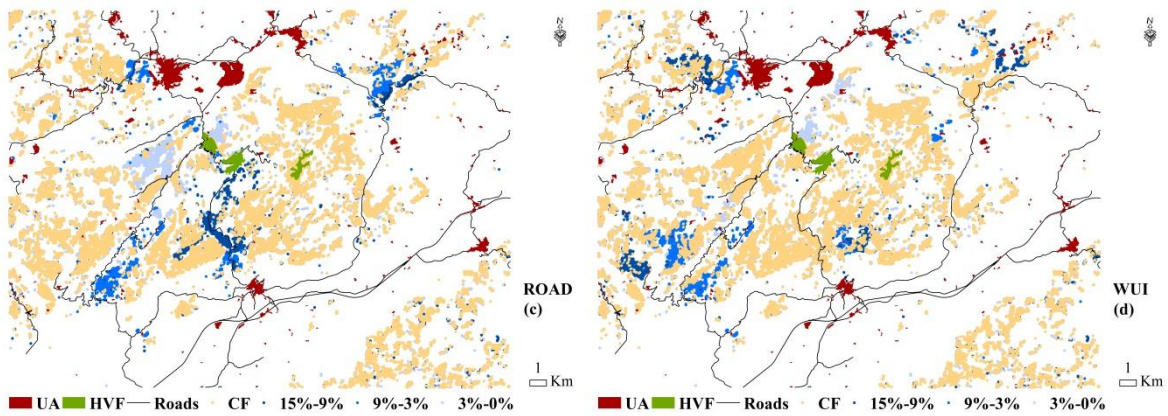 N
ROAD
(c)
1
Km
UA HVF Roads CF 15%-9% 9%-3% 3%-0%
N
WUI
(d)
1
Km
UA HVF Roads CF 15%-9% 9%-3% 3%-0%